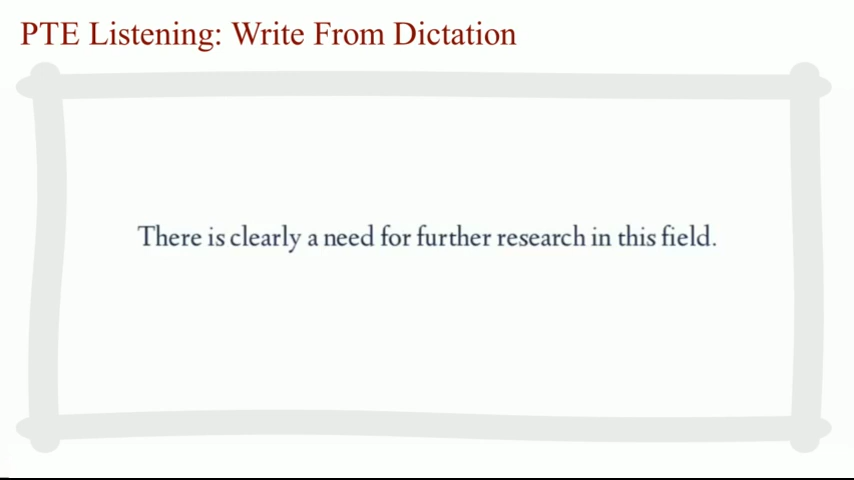 PTE Listening: Write From Dictation
There is clearly a need for further research in this field.